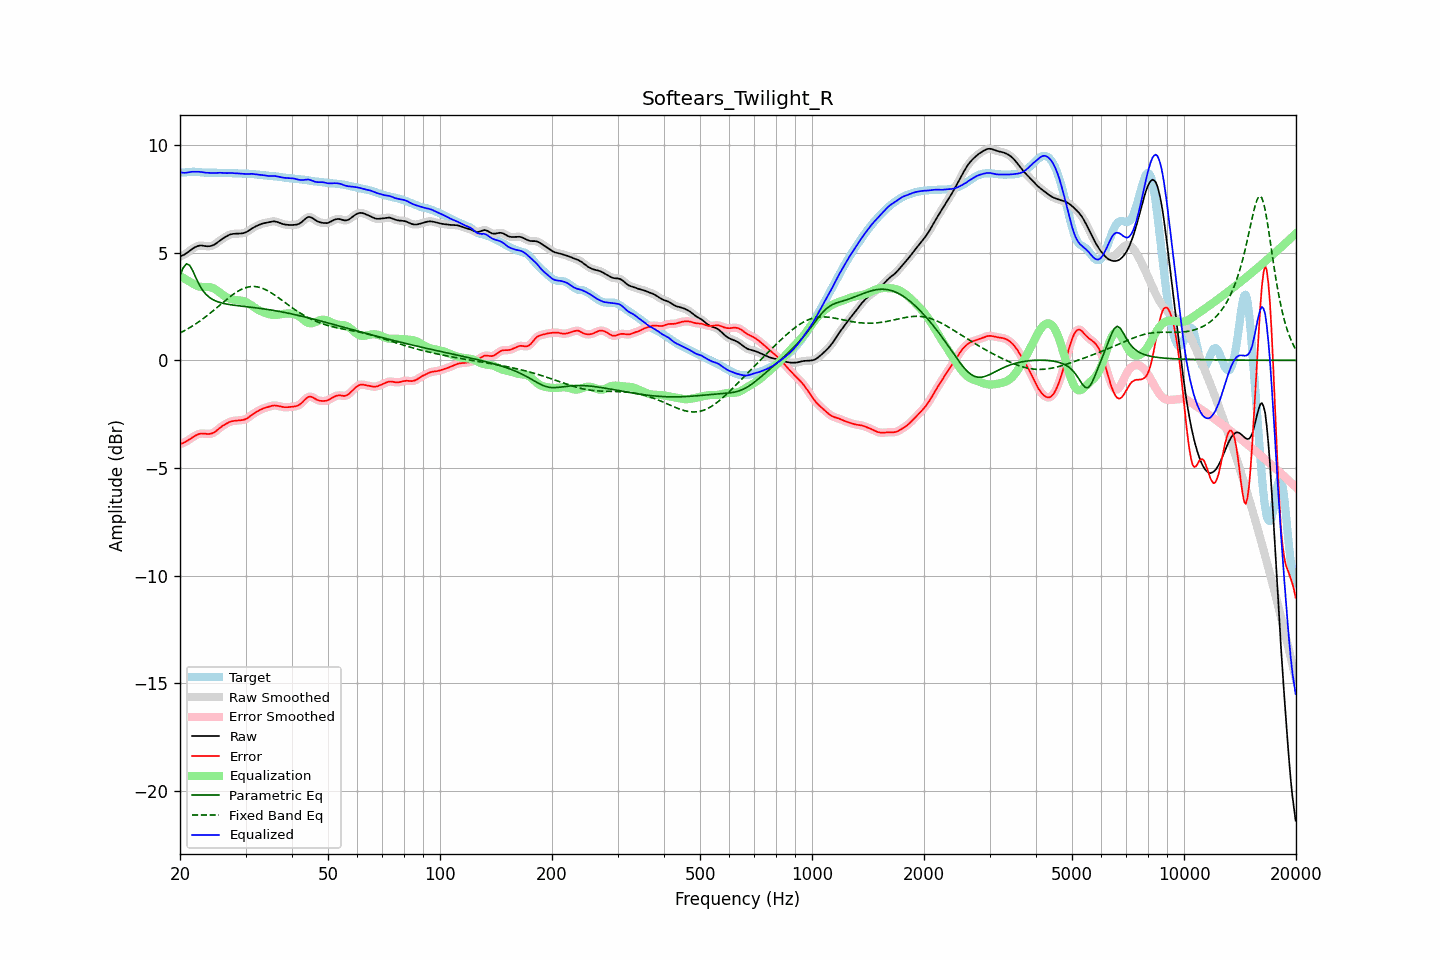 Softears_Twilight_R
10
5
0
−5
−10
−15
−20
Amplitude (dBr)
Target
Raw Smoothed
Error Smoothed
Raw
Error
Equalization
Parametric Eq
Fixed Band Eq
Equalized
20 50 100 200 500 1000 2000 5000 10000 20000
Frequency (Hz)